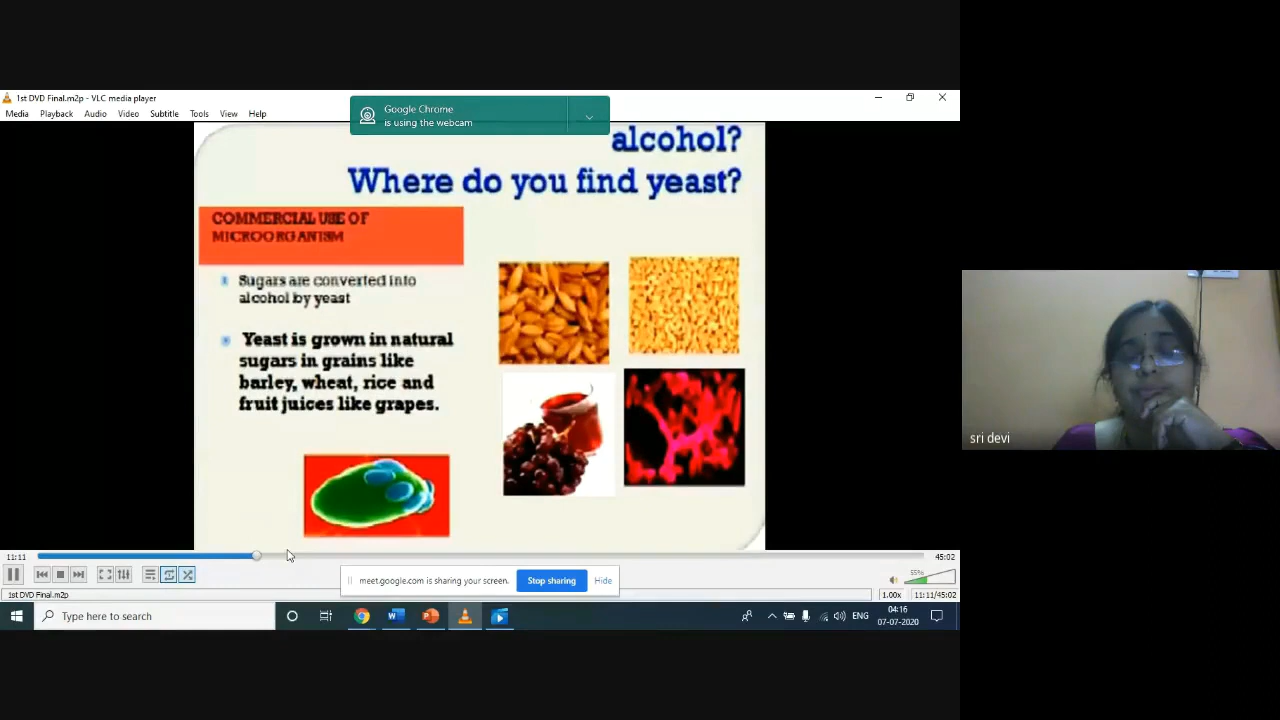 1st DVD Final.m2p - VLC media player
Media Playback Audio Video Subtitle Tools View Help
Google Chrome
is using the webcam
alcohol?
Where do you find yeast?
COMMERCIAL USE OF
MICROORGANISM
Sugars are converted into
alcohol by yeast
Yeast is grown in natural
sugars in grains like
barley, wheat, rice and
fruit juices like grapes.
sri devi
11:11
45:02
meet.google.com is sharing your screen.
Stop sharing
Hide
55%
1st DVD Final.m2p
1.00x
11:11/45:02
Type here to search
ENG
04:16
07-07-2020